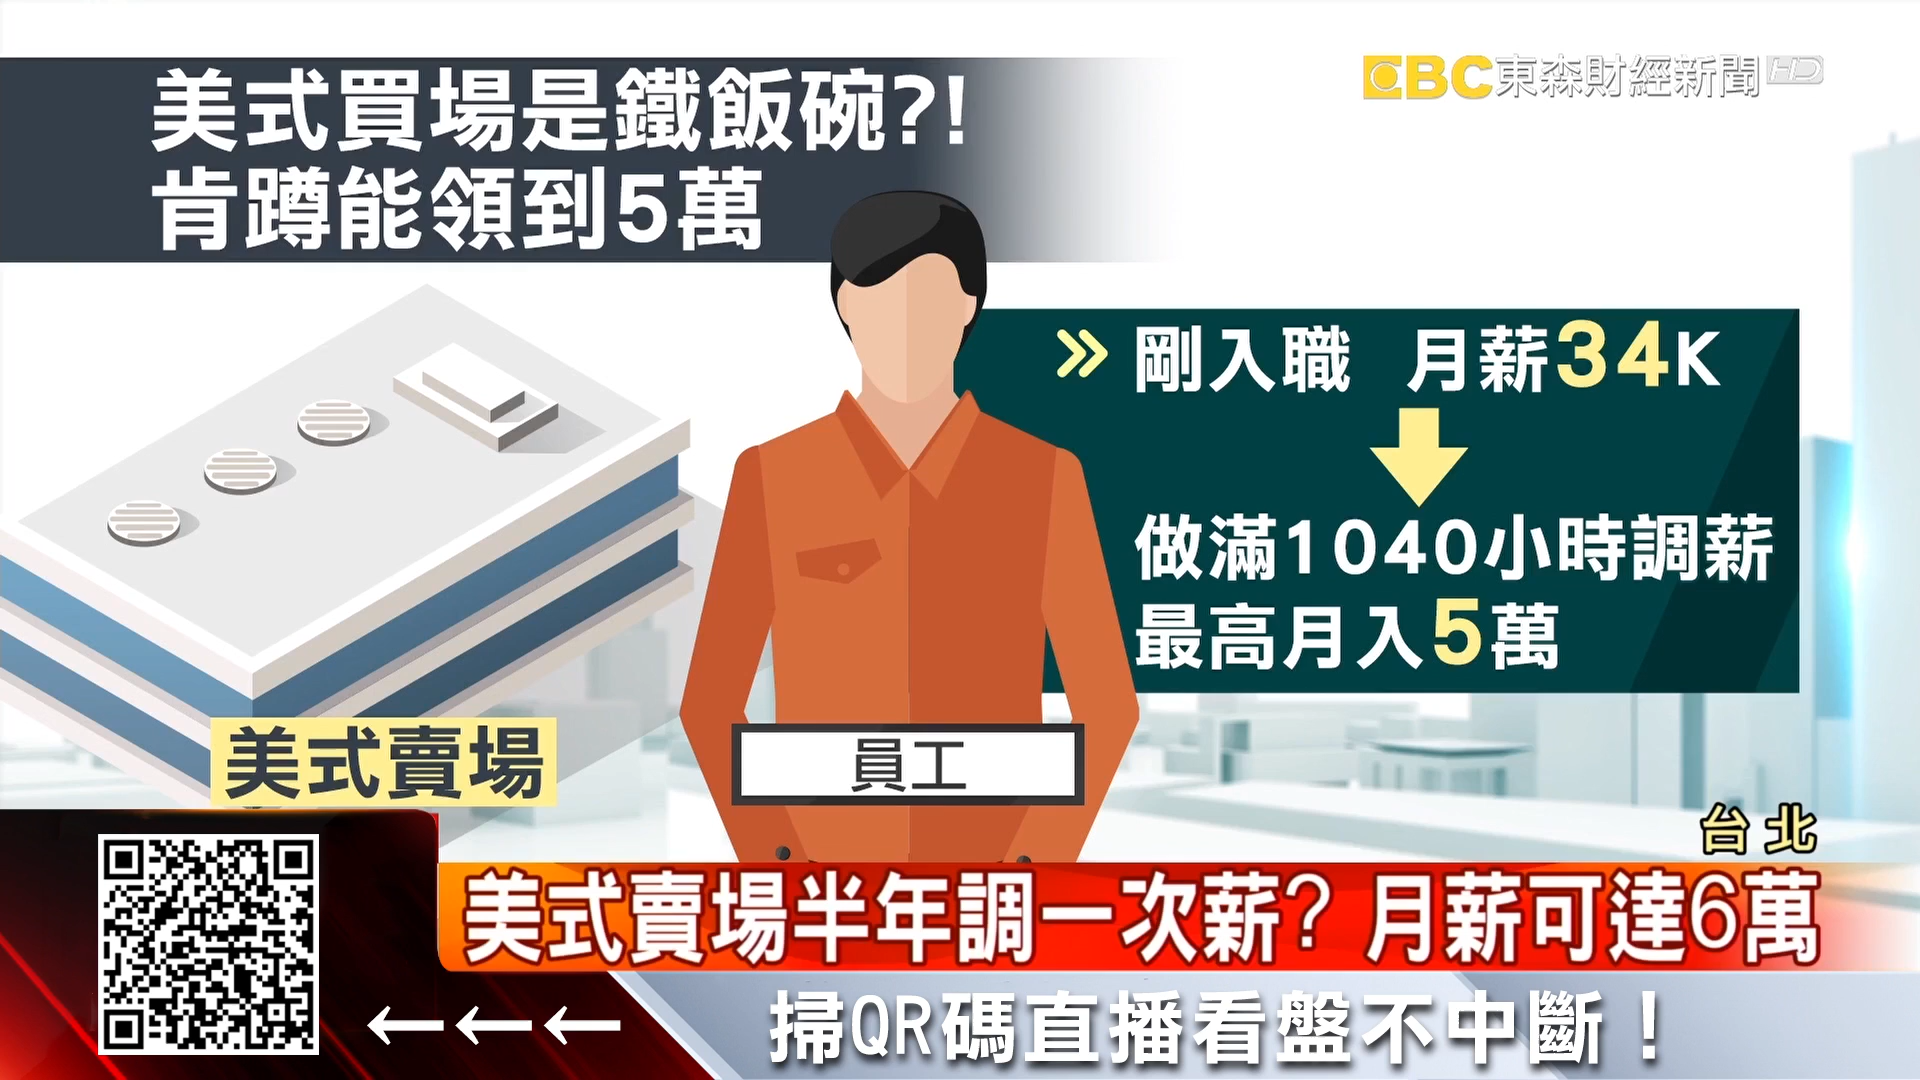 美式買場是鐵飯碗?!
肯蹲能領到5萬
EBC東森財經新聞HD
剛入職 月薪34K
做滿1040小時調薪
最高月入5萬
美式賣場
員工
台北
美式賣場半年調一次薪? 月薪可達6萬
←←← 掃QR碼直播看盤不中斷！